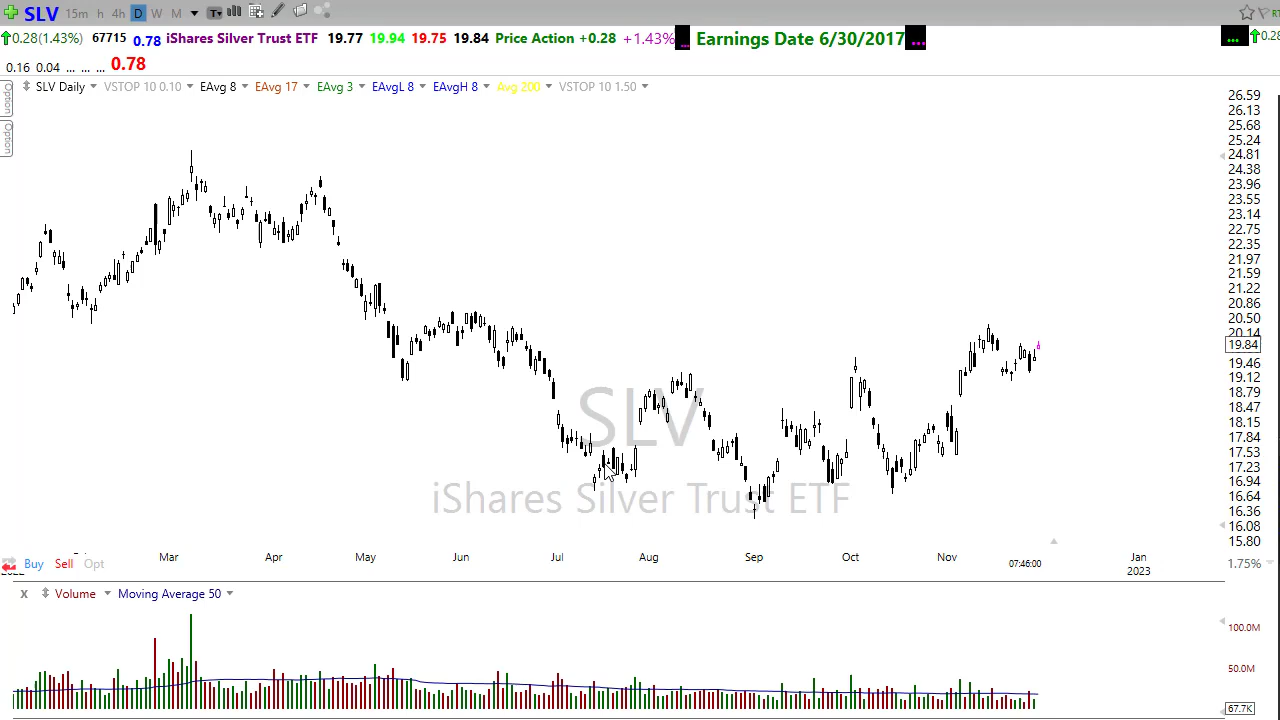 SLV 15m h 4h D W M
0.28(1.43%) 67715 0.78 iShares Silver Trust ETF 19.77 19.94 19.75 19.84 Price Action +0.28 +1.43% ... Earnings Date 6/30/2017 ... ... 0.28
0.16 0.04 ... ... ... 0.78
SLV Daily VSTOP 10 0.10 EAvg 8 EAvg 17 EAvg 3 EAvgL 8 EAvgH 8 Avg 200 VSTOP 10 1.50
Option
Option
26.59
26.13
25.68
25.24
24.81
24.38
23.96
23.55
23.14
22.75
22.35
21.97
21.59
21.22
20.86
20.50
20.14
19.84
19.46
19.12
18.79
18.47
18.15
17.84
17.53
17.23
16.94
16.64
16.36
16.08
15.80
SLV
iShares Silver Trust ETF
Mar Apr May Jun Jul Aug Sep Oct Nov Jan
Buy Sell Opt 07:46:00 1.75%
2023
x Volume Moving Average 50
100.0M
50.0M
67.7K